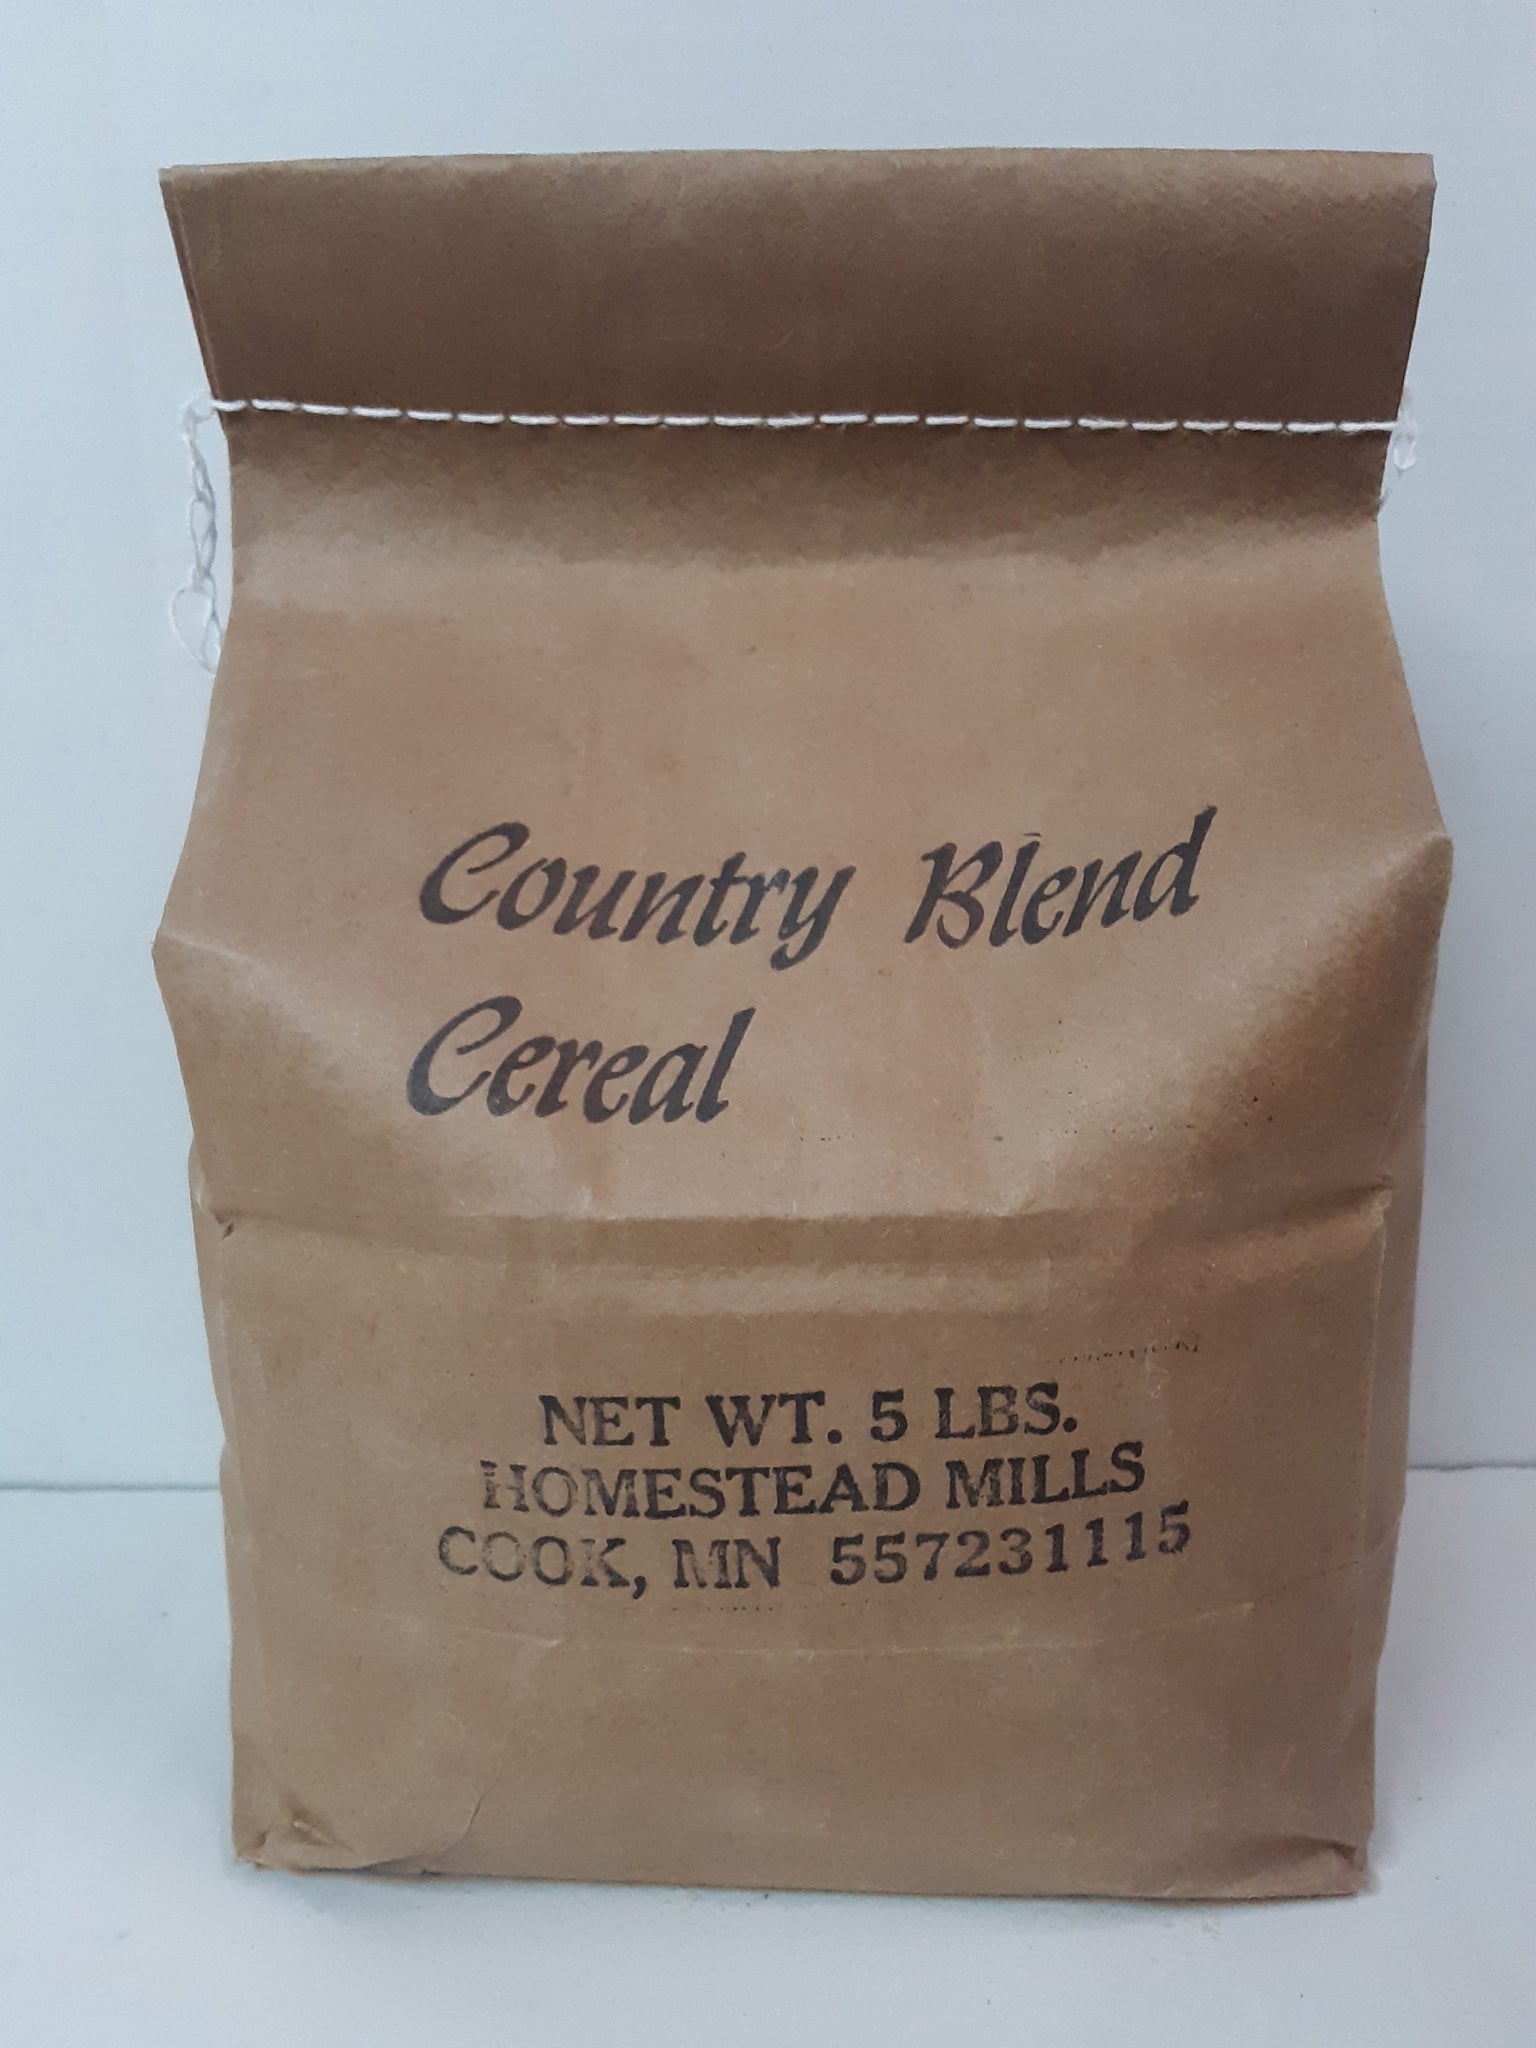 Country Blend
Cereal
NET WT. 5 LBS.
HOMESTEAD MILLS
COOK, MN 557231115